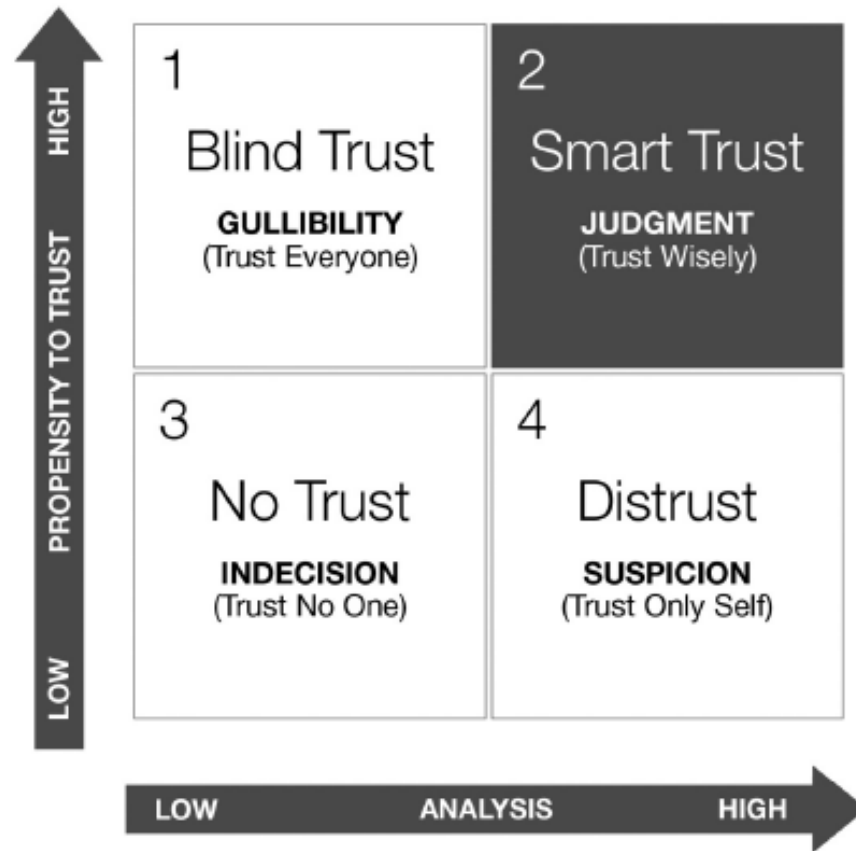 HIGH
PROPENSITY TO TRUST
LOW
1
Blind Trust
GULLIBILITY
(Trust Everyone)
2
Smart Trust
JUDGMENT
(Trust Wisely)
3
No Trust
INDECISION
(Trust No One)
4
Distrust
SUSPICION
(Trust Only Self)
LOW ANALYSIS HIGH